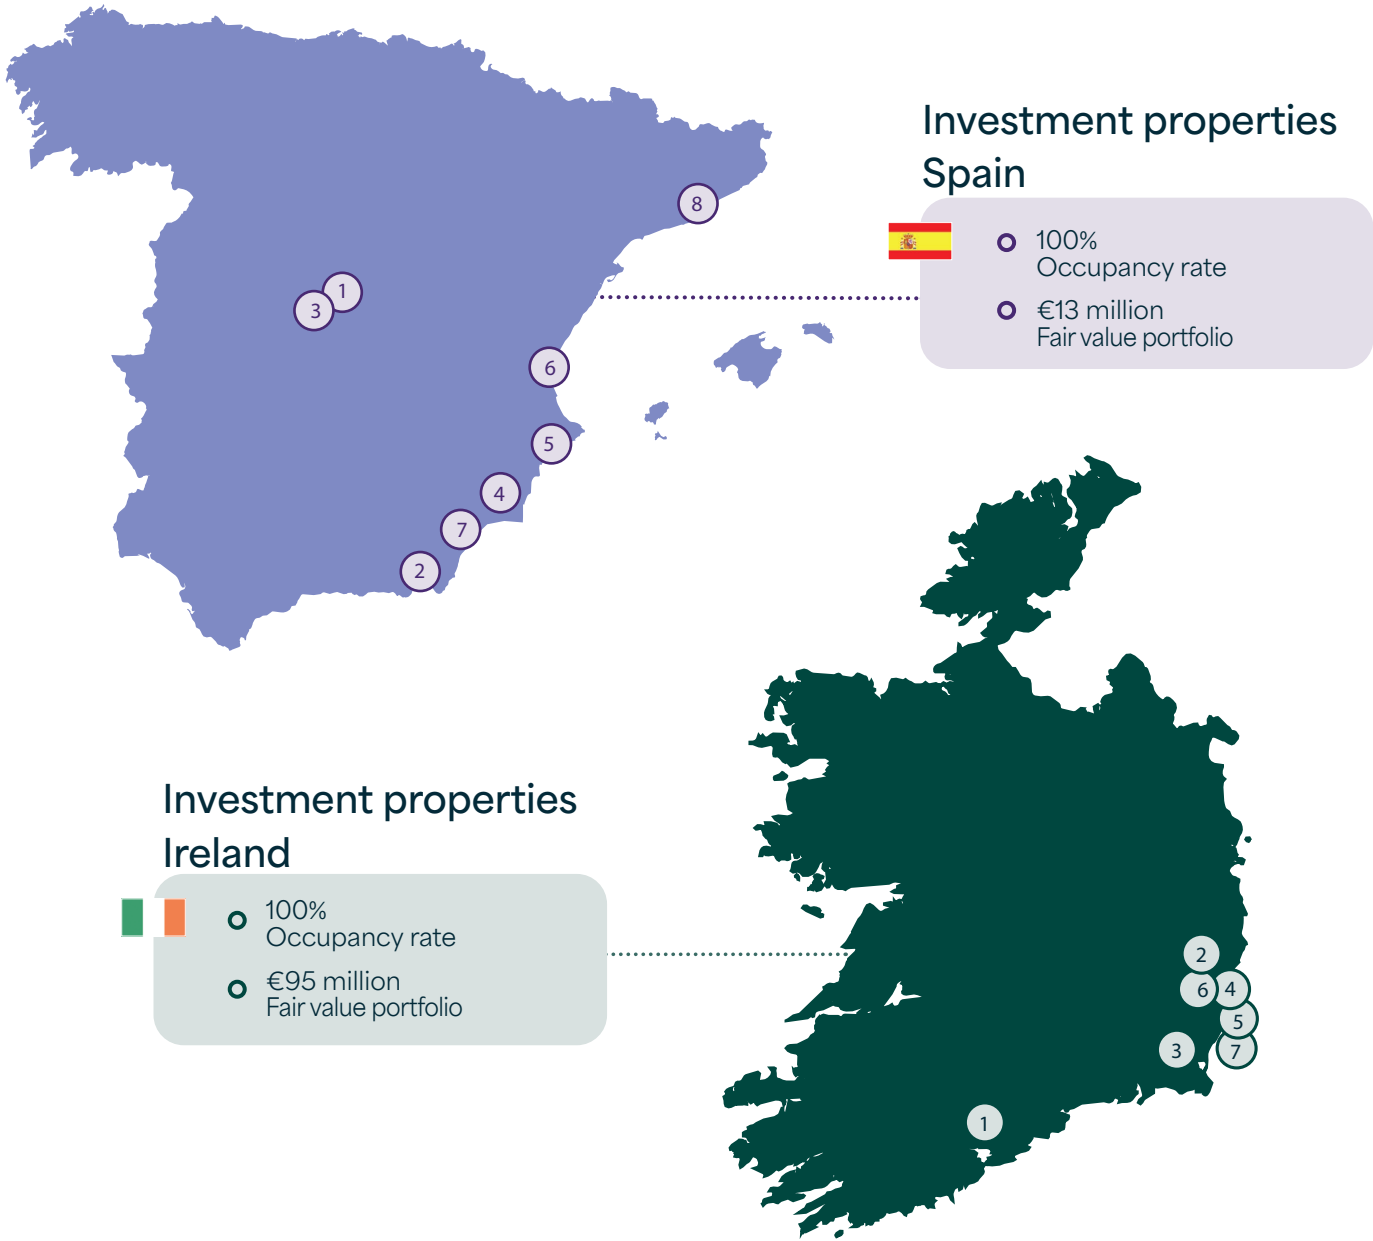 Investment properties
Spain
100%
Occupancy rate
€13 million
Fair value portfolio
8
1
3
6
5
4
7
2
Investment properties
Ireland
100%
Occupancy rate
€95 million
Fair value portfolio
2
6
4
5
3
7
1